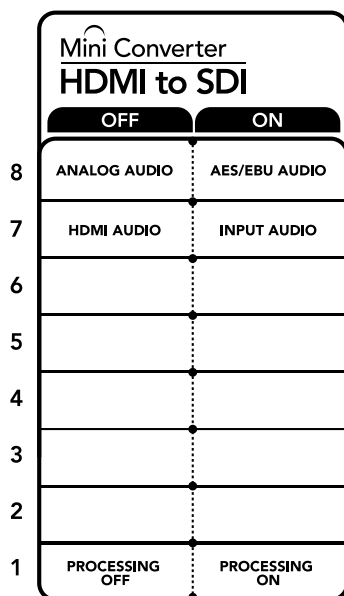 Mini Converter
HDMI to SDI
OFF ON
8 ANALOG AUDIO AES/EBU AUDIO
7 HDMI AUDIO INPUT AUDIO
6
5
4
3
2
1 PROCESSING OFF PROCESSING ON